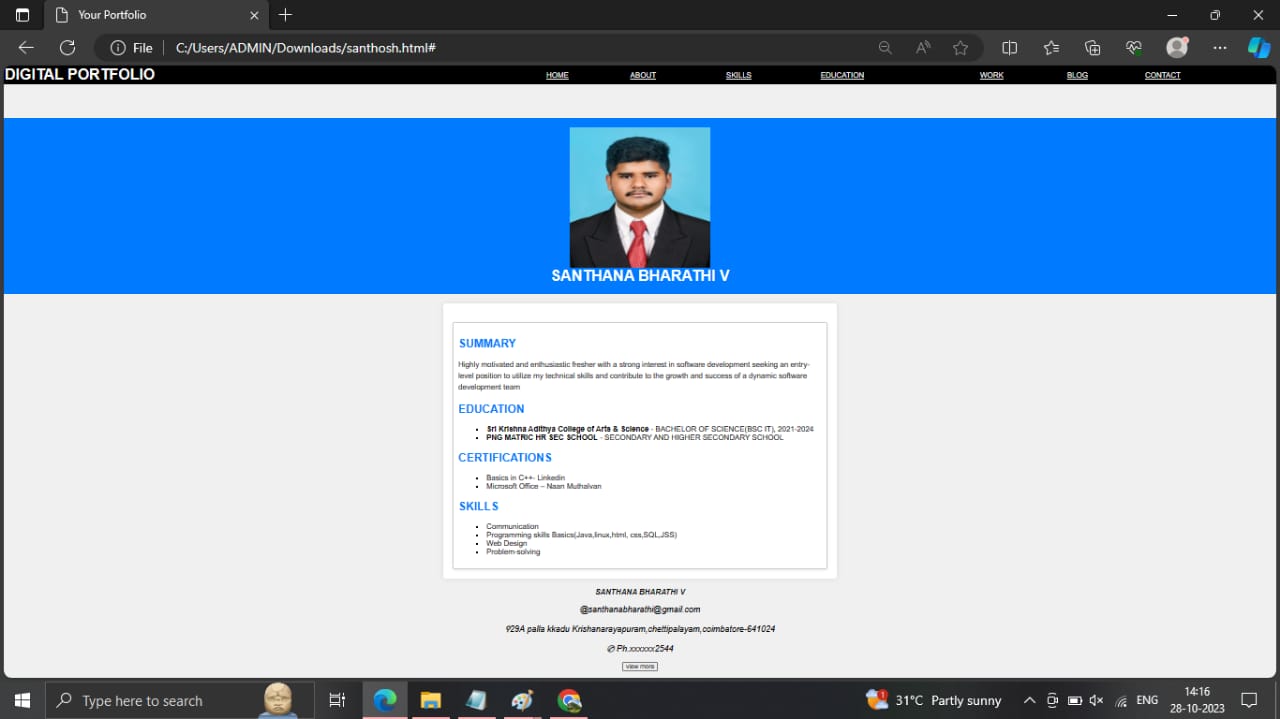 Your Portfolio
File C:/Users/ADMIN/Downloads/santhosh.html#
DIGITAL PORTFOLIO HOME ABOUT SKILLS EDUCATION WORK BLOG CONTACT
SANTHANA BHARATHI V
SUMMARY
Highly motivated and enthusiastic fresher with a strong interest in software development seeking an entry-
level position to utilize my technical skills and contribute to the growth and success of a dynamic software
development team
EDUCATION
Sri Krishna Adithya College of Arts & Science - BACHELOR OF SCIENCE(BSC IT), 2021-2024
PNG MATRIC HR SEC SCHOOL - SECONDARY AND HIGHER SECONDARY SCHOOL
CERTIFICATIONS
Basics in C++- Linkedin
Microsoft Office – Naan Muthalvan
SKILLS
Communication
Programming skills Basics(Java,linux,html, css,SQL,JSS)
Web Design
Problem-solving
SANTHANA BHARATHI V
@santhanabharathi@gmail.com
29A palla kkadu Krishanarayapuram,chettipalayam,coimbatore-641024
✆ Ph.xxxxxx2544
view more
Type here to search
1 31°C Partly sunny ENG 14:16
28-10-2023